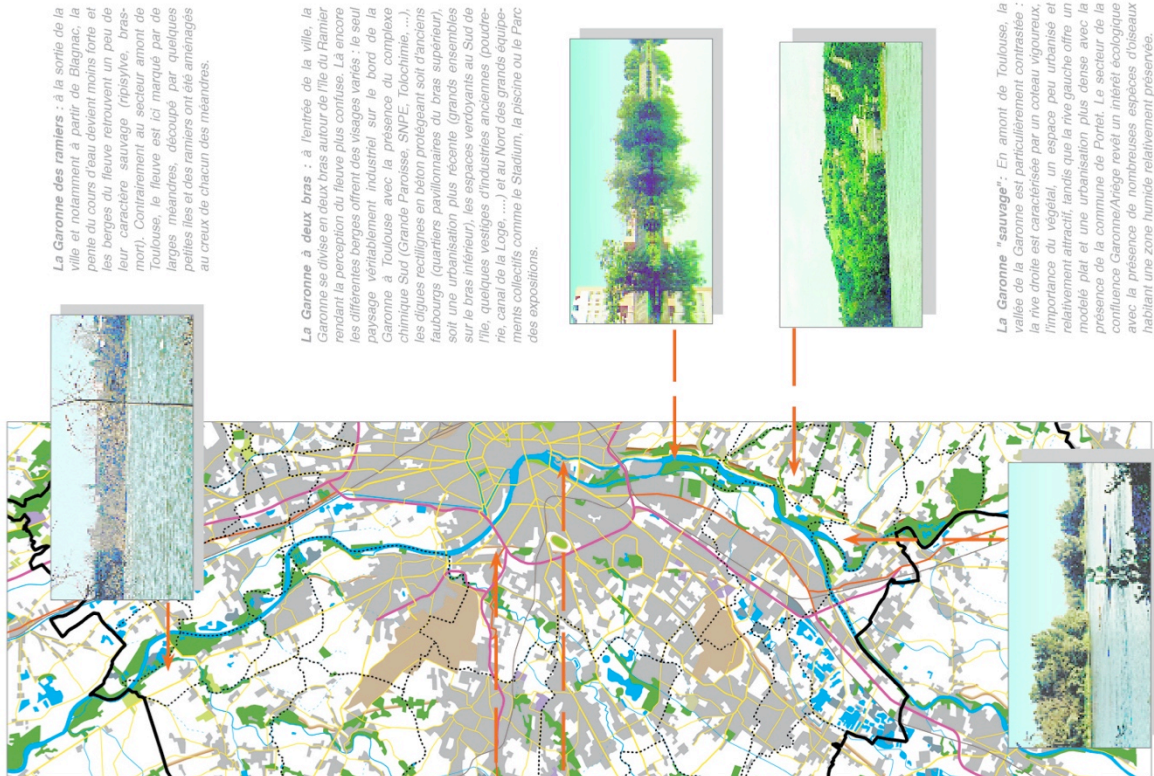 La Garonne des ramiers : à la sortie de la
ville et notamment à partir de Blagnac, la
pente du cours d'eau devient moins forte et
les berges du fleuve retrouvent un peu de
leur caractère sauvage (ripisylve, bras-
mort). Contrairement au secteur amont de
Toulouse, le fleuve est ici marqué par de
larges méandres, découpé par quelques
petites îles et des ramiers ont été aménagés
au creux de chacun des méandres.
La Garonne à deux bras : à l'entrée de la ville, la
Garonne se divise en deux bras autour de l'île du Ramier
rendant la perception du fleuve plus confuse. Là encore
les différentes berges offrent des visages variés : le seul
paysage véritablement industriel sur le bord de la
Garonne à Toulouse avec la présence du complexe
chimique Sud (Grande Paroisse, SNPE, Tolochimie, ...),
les digues rectilignes en béton protégeant soit d'anciens
faubourgs (quartiers pavillonnaires du bras supérieur),
soit une urbanisation plus récente (grands ensembles
sur le bras inférieur), les espaces verdoyants au Sud de
l'île, quelques vestiges d'industries anciennes (poudre-
rie, canal de la Loge, ....) et au Nord des grands équipe-
ments collectifs comme le Stadium, la piscine ou le Parc
des expositions.
La Garonne "sauvage" : En amont de Toulouse, la
vallée de la Garonne est particulièrement contrastée :
la rive droite est caractérisée par un coteau vigoureux,
l'importance du végétal, un espace peu urbanisé et
relativement attractif, tandis que la rive gauche offre un
modelé plat et une urbanisation plus dense avec la
présence de la commune de Portet. Le secteur de la
confluence Garonne/Ariège revêt un intérêt écologique
avec la présence de nombreuses espèces d'oiseaux
habitant une zone humide relativement préservée.